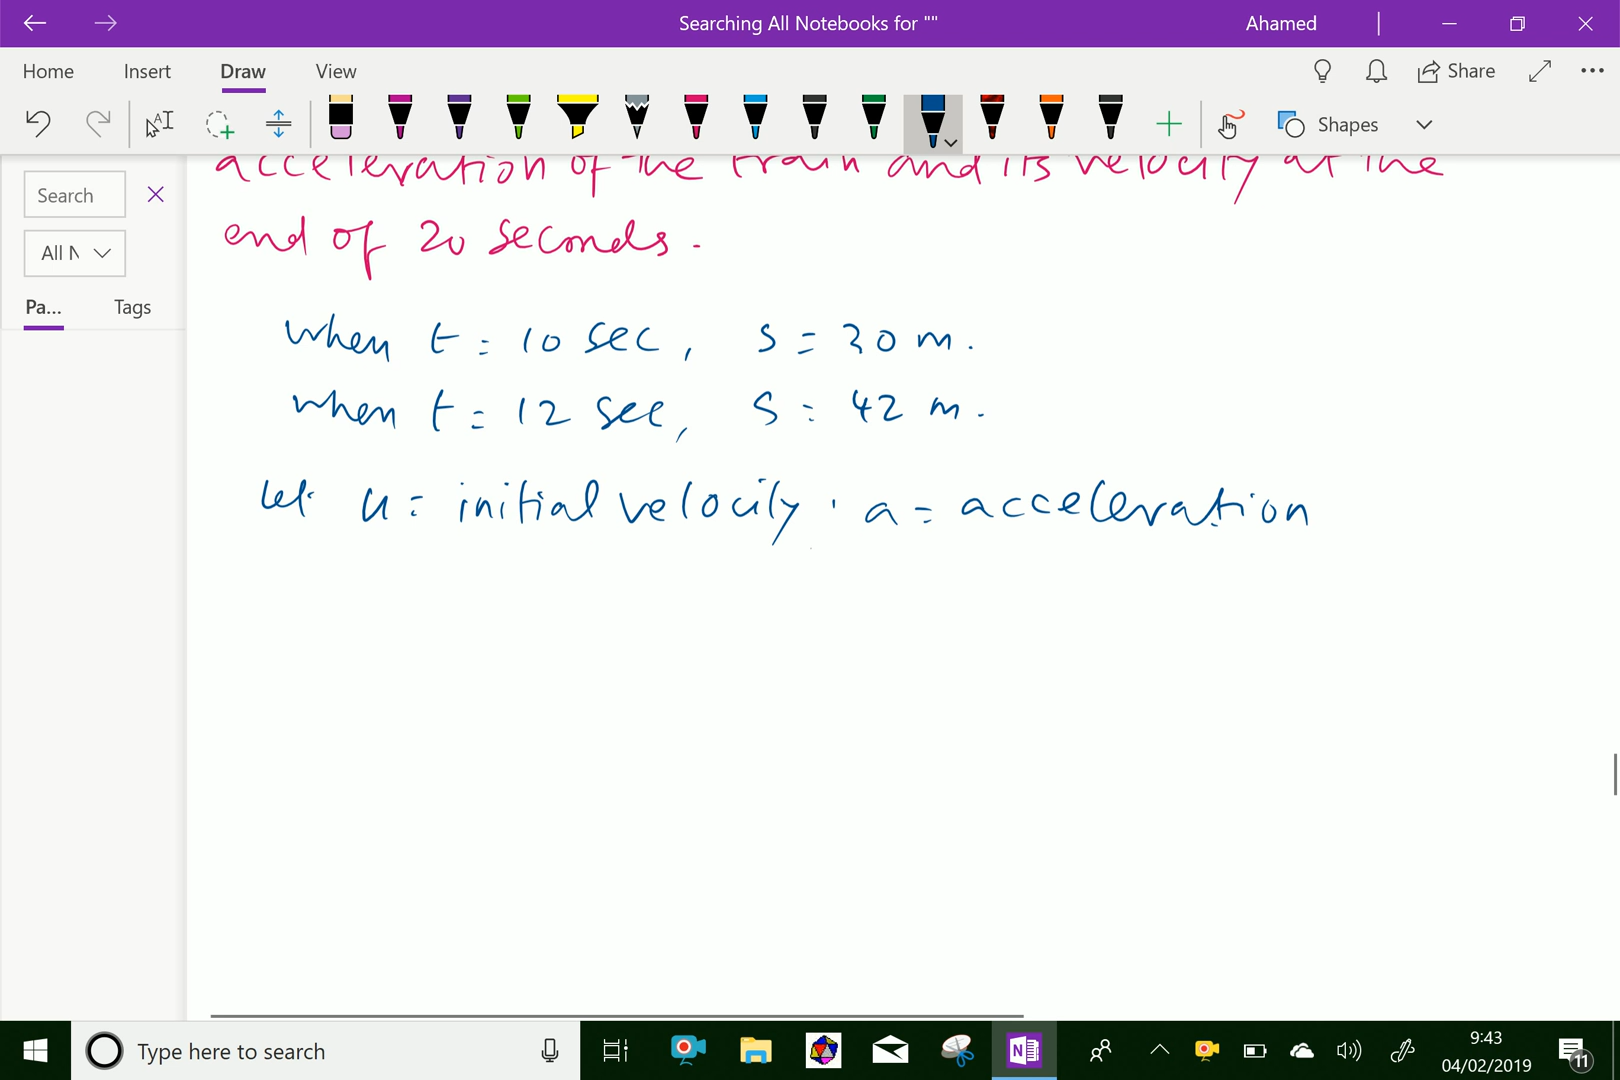 Searching All Notebooks for "" Ahamed
Home Insert Draw View Share
Shapes
Search
All N
Pa... Tags
acceleration of the train and its velocity at the
end of 20 seconds.
when t = 10 sec, s = 30 m.
when t = 12 sec, s = 42 m.
Let u = initial velocity. a = acceleration
Type here to search
9:43
04/02/2019
11